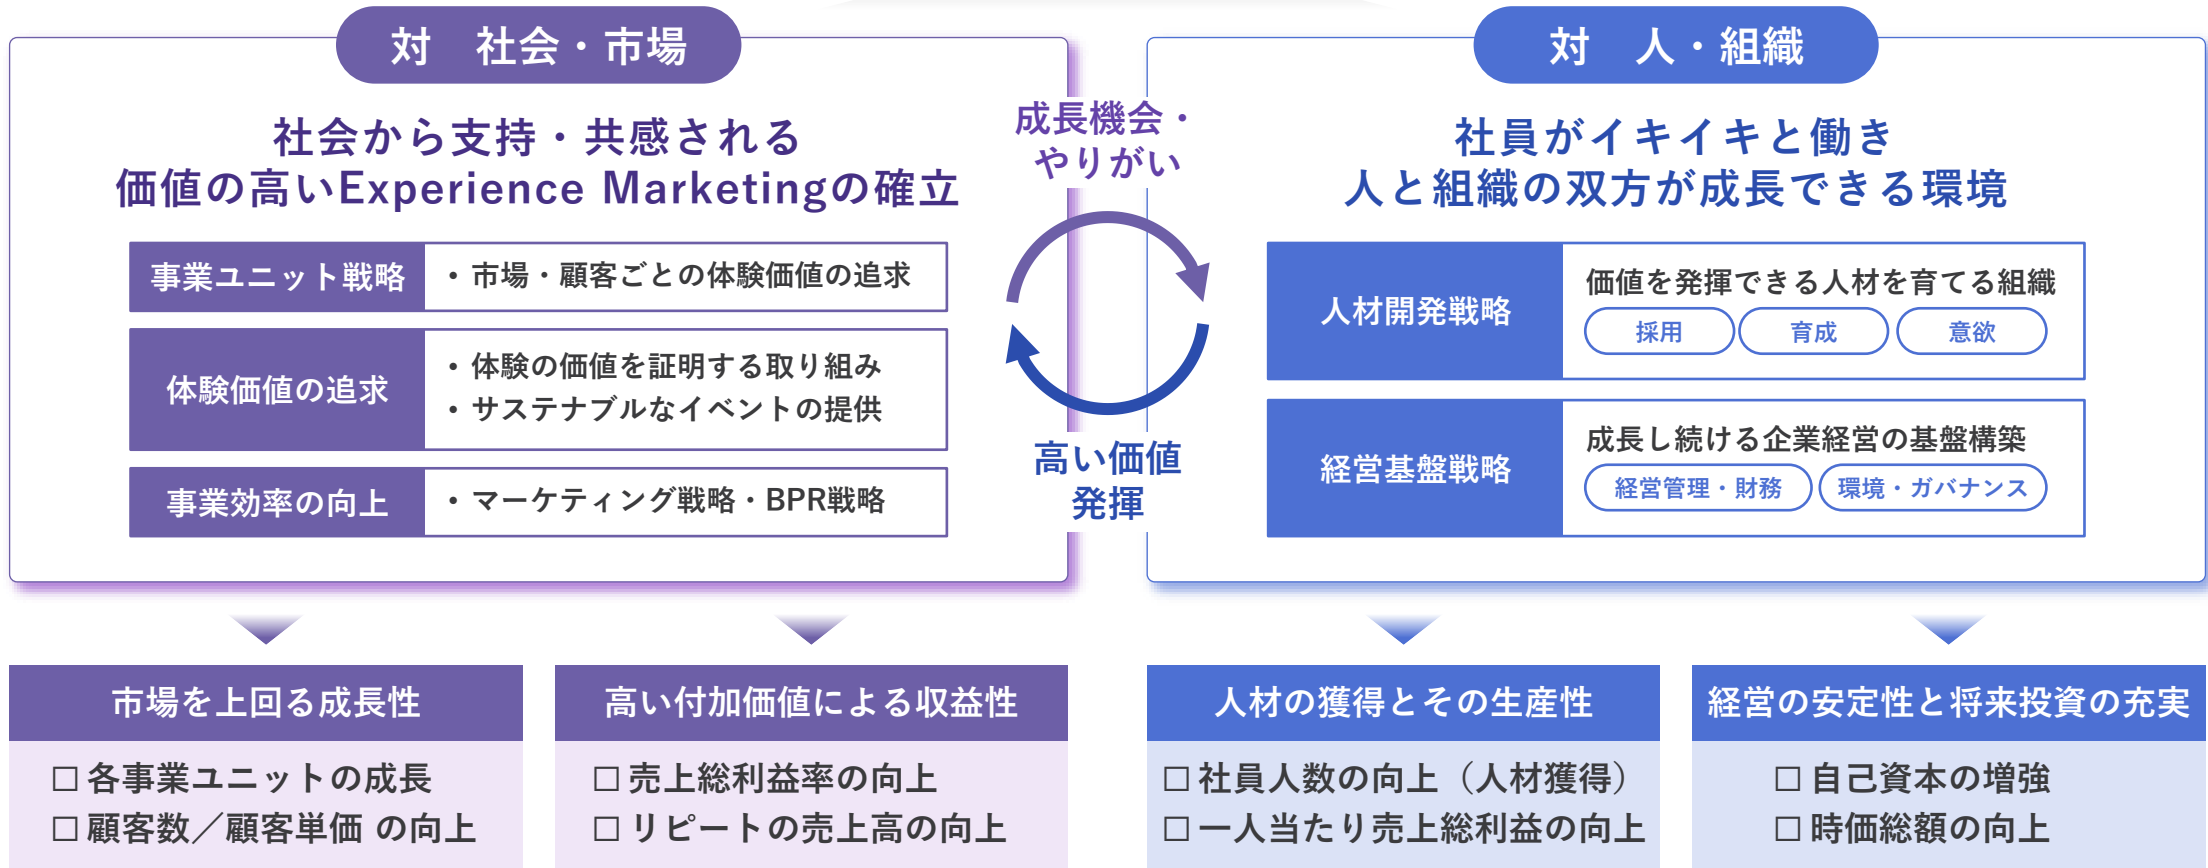 対　社会・市場
社会から支持・共感される
価値の高いExperience Marketingの確立
事業ユニット戦略
・市場・顧客ごとの体験価値の追求
体験価値の追求
・体験の価値を証明する取り組み
・サステナブルなイベントの提供
事業効率の向上
・マーケティング戦略・BPR戦略
成長機会・
やりがい
高い価値
発揮
対　人・組織
社員がイキイキと働き
人と組織の双方が成長できる環境
人材開発戦略
価値を発揮できる人材を育てる組織
採用 育成 意欲
経営基盤戦略
成長し続ける企業経営の基盤構築
経営管理・財務 環境・ガバナンス
市場を上回る成長性
□ 各事業ユニットの成長
□ 顧客数／顧客単価 の向上
高い付加価値による収益性
□ 売上総利益率の向上
□ リピートの売上高の向上
人材の獲得とその生産性
□ 社員人数の向上（人材獲得）
□ 一人当たり売上総利益の向上
経営の安定性と将来投資の充実
□ 自己資本の増強
□ 時価総額の向上